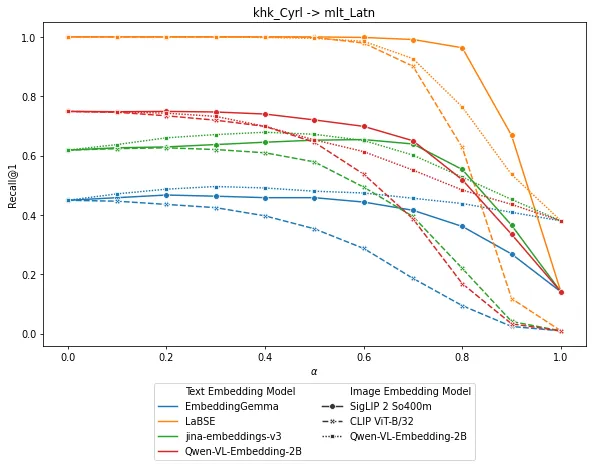 khk_Cyrl -> mlt_Latn
Recall@1
1.0
0.8
0.6
0.4
0.2
0.0
0.0 0.2 0.4 0.6 0.8 1.0
α
Text Embedding Model
EmbeddingGemma
LaBSE
jina-embeddings-v3
Qwen-VL-Embedding-2B
Image Embedding Model
SigLIP 2 So400m
CLIP ViT-B/32
Qwen-VL-Embedding-2B